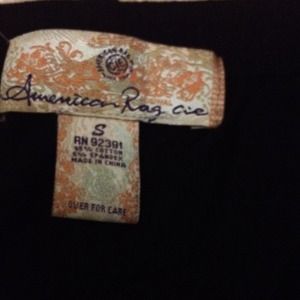 American Rag cie
S
RN 92391
95% COTTON
5% SPANDEX
MADE IN CHINA
OVER FOR CARE